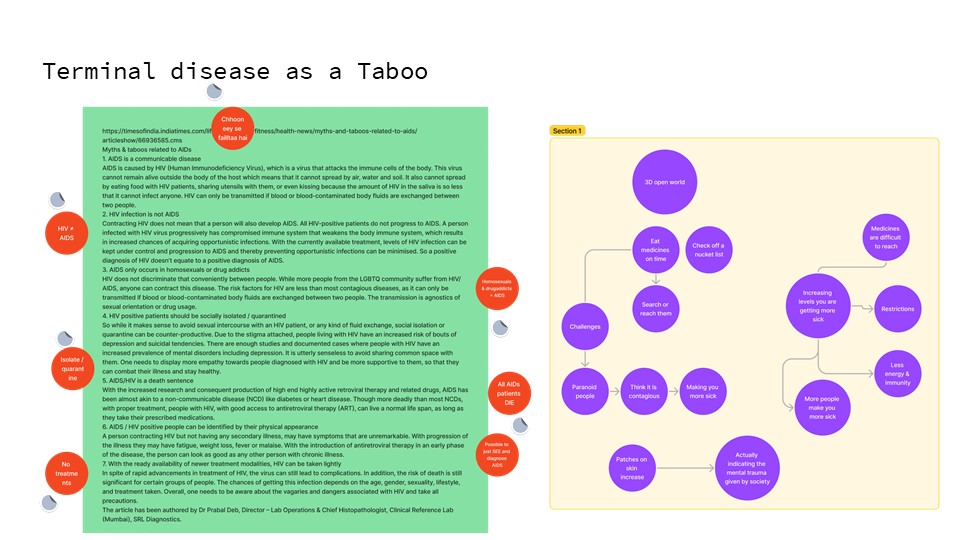 Terminal disease as a Taboo
Chhoon
eey se
failtaa hai
https://timesofindia.indiatimes.com/lif
fitness/health-news/myths-and-taboos-related-to-aids/
articleshow/66936585.cms
Myths & taboos related to AIDs
1. AIDS is a communicable disease
AIDS is caused by HIV (Human Immunodeficiency Virus), which is a virus that attacks the immune cells of the body. This virus
cannot remain alive outside the body of the host which means that it cannot spread by air, water and soil. It also cannot spread
by eating food with HIV patients, sharing utensils with them, or even kissing because the amount of HIV in the saliva is so less
that it cannot infect anyone. HIV can only be transmitted if blood or blood-contaminated body fluids are exchanged between
two people.
2. HIV infection is not AIDS
Contracting HIV does not mean that a person will also develop AIDS. All HIV-positive patients do not progress to AIDS. A person
infected with HIV virus progressively has compromised immune system that weakens the body immune system, which results
in increased chances of acquiring opportunistic infections. With the currently available treatment, levels of HIV infection can be
kept under control and progression to AIDS and thereby preventing opportunistic infections can be minimised. So a positive
diagnosis of HIV doesn't equate to a positive diagnosis of AIDS.
3. AIDS only occurs in homosexuals or drug addicts
HIV does not discriminate that conveniently between people. While more people from the LGBTQ community suffer from HIV/
AIDS, anyone can contract this disease. The risk factors for HIV are less than most contagious diseases, as it can only be
transmitted if blood or blood-contaminated body fluids are exchanged between two people. The transmission is agnostics of
sexual orientation or drug usage.
4. HIV positive patients should be socially isolated / quarantined
So while it makes sense to avoid sexual intercourse with an HIV patient, or any kind of fluid exchange, social isolation or
quarantine can be counter-productive. Due to the stigma attached, people living with HIV have an increased risk of bouts of
depression and suicidal tendencies. There are enough studies and documented cases where people with HIV have an
increased prevalence of mental disorders including depression. It is utterly senseless to avoid sharing common space with
them. One needs to display more empathy towards people diagnosed with HIV and be more supportive to them, so that they
can combat their illness and stay healthy.
5. AIDS/HIV is a death sentence
With the increased research and consequent production of high end highly active retroviral therapy and related drugs, AIDS has
been almost akin to a non-communicable disease (NCD) like diabetes or heart disease. Though more deadly than most NCDs,
with proper treatment, people with HIV, with good access to antiretroviral therapy (ART), can live a normal life span, as long as
they take their prescribed medications.
6. AIDS / HIV positive people can be identified by their physical appearance
A person contracting HIV but not having any secondary illness, may have symptoms that are unremarkable. With progression of
the illness they may have fatigue, weight loss, fever or malaise. With the introduction of antiretroviral therapy in an early phase
of the disease, the person can look as good as any other person with chronic illness.
7. With the ready availability of newer treatment modalities, HIV can be taken lightly
In spite of rapid advancements in treatment of HIV, the virus can still lead to complications. In addition, the risk of death is still
significant for certain groups of people. The chances of getting this infection depends on the age, gender, sexuality, lifestyle,
and treatment taken. Overall, one needs to be aware about the vagaries and dangers associated with HIV and take all
precautions.
The article has been authored by Dr Prabal Deb, Director – Lab Operations & Chief Histopathologist, Clinical Reference Lab
(Mumbai), SRL Diagnostics.
HIV ≠
AIDS
Isolate /
quarant
ine
No
treatme
nts
Homosexuals
& drugaddicts
= AIDS
All AIDs
patients
DIE
Possible to
just SEE and
diagnose
AIDS
Section 1
3D open world
Eat
medicines
on time
Check off a
nucket list
Search or
reach them
Challenges
Paranoid
people
Think it is
contagious
Making you
more sick
Medicines
are difficult
to reach
Increasing
levels you are
getting more
sick
Restrictions
Less
energy &
immunity
More people
make you
more sick
Patches on
skin
increase
Actually
indicating the
mental trauma
given by society